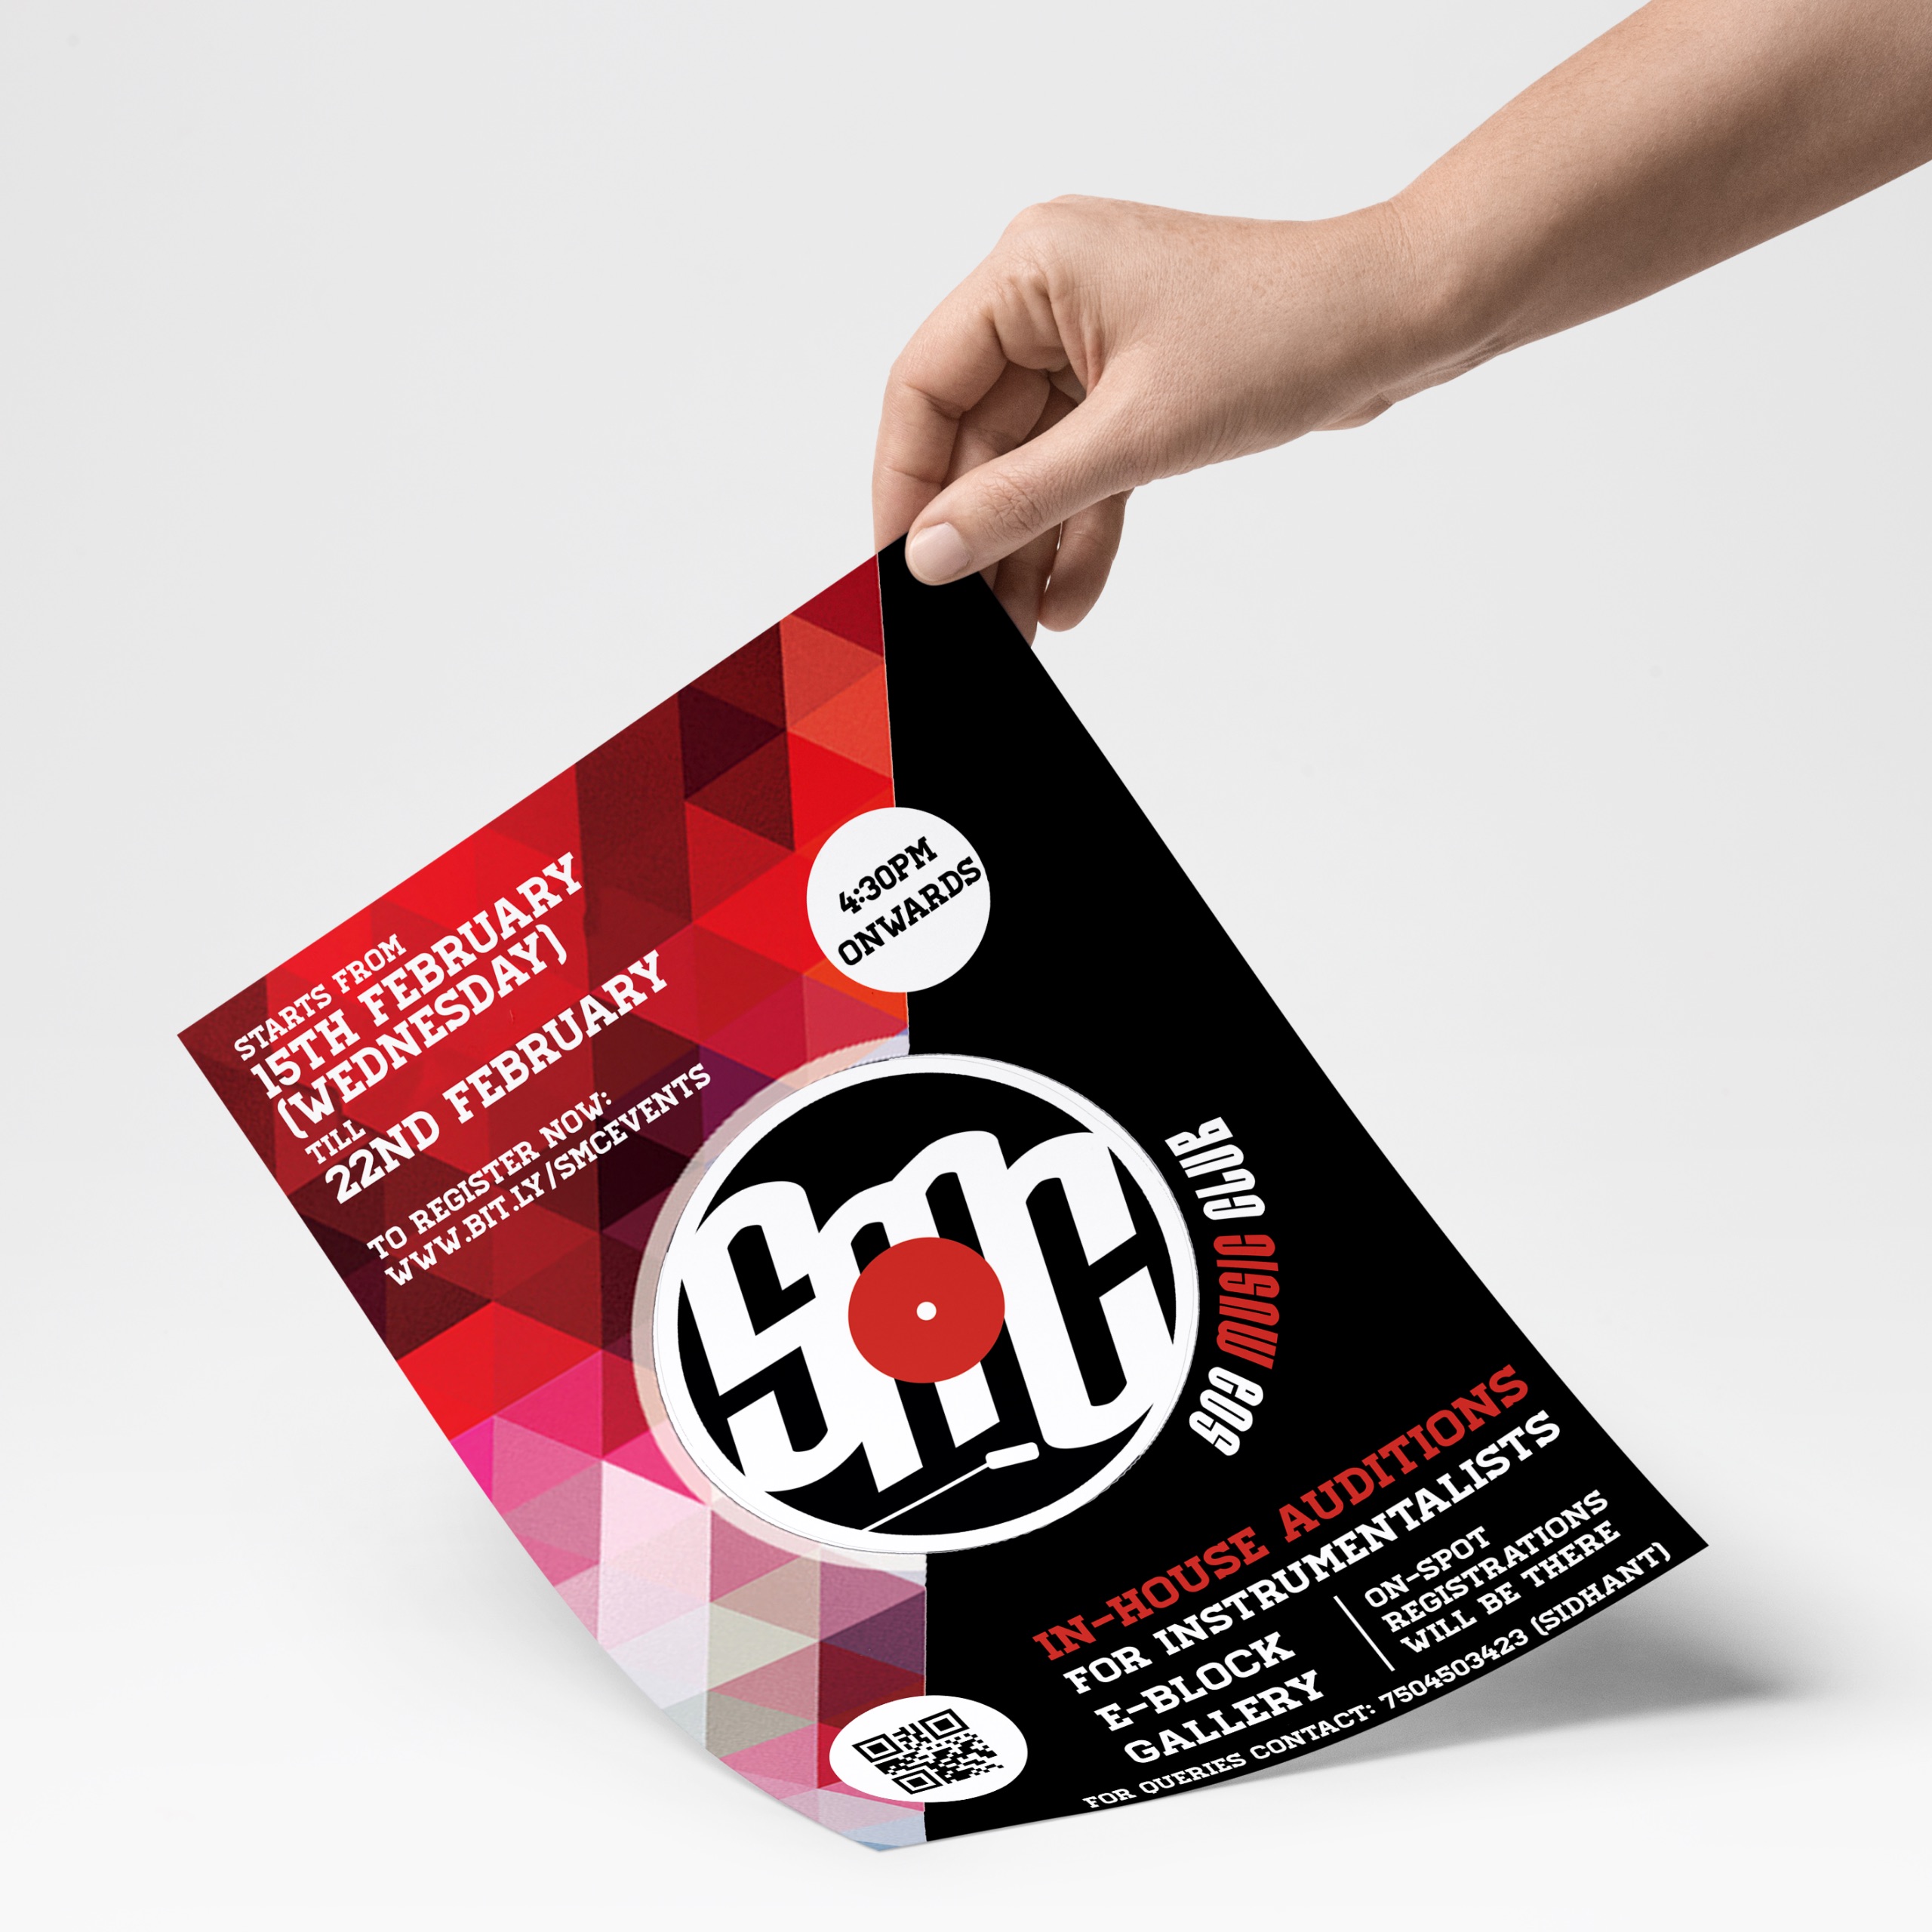 STARTS FROM
15TH FEBRUARY
(WEDNESDAY)
TILL
22ND FEBRUARY
TO REGISTER NOW:
WWW.BIT.LY/SMCEVENTS
4:30PM
ONWARDS
SMC
SOA MUSIC CLUB
IN-HOUSE AUDITIONS
FOR INSTRUMENTALISTS
E-BLOCK
GALLERY
ON-SPOT
REGISTRATIONS
WILL BE THERE
FOR QUERIES CONTACT: 7504503423 (SIDHANT)